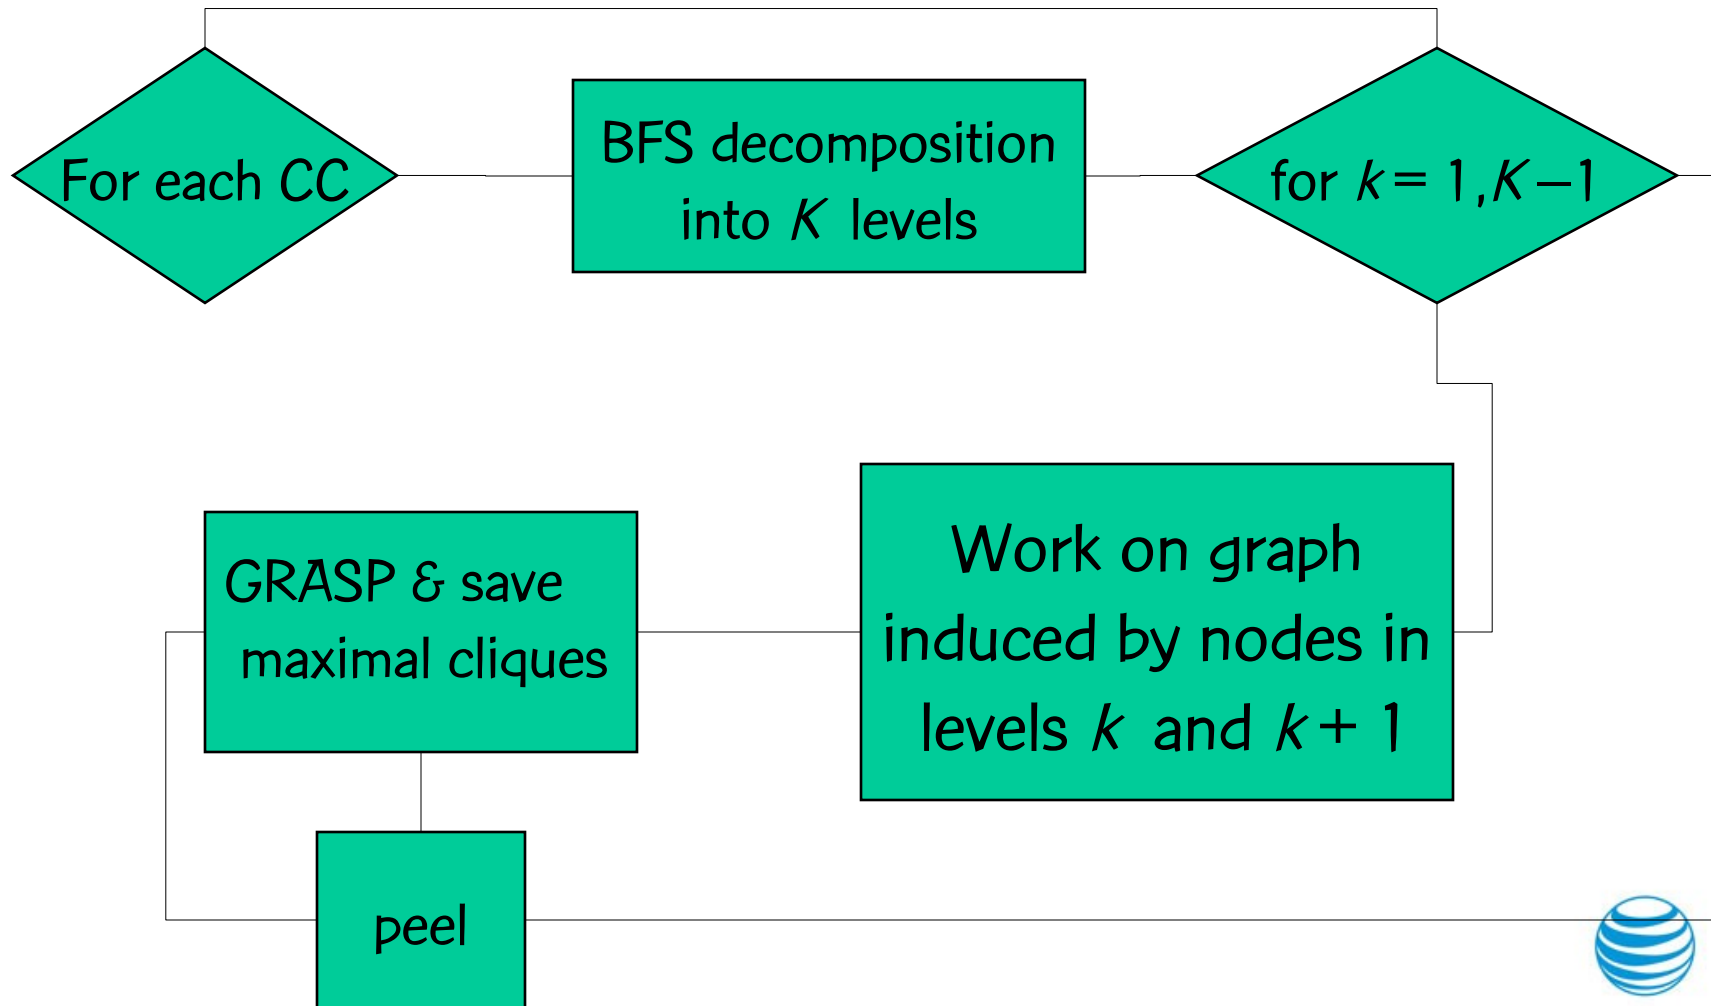 For each CC
BFS decomposition
into K levels
for k = 1,K–1
Work on graph
induced by nodes in
levels k and k + 1
GRASP & save
maximal cliques
peel